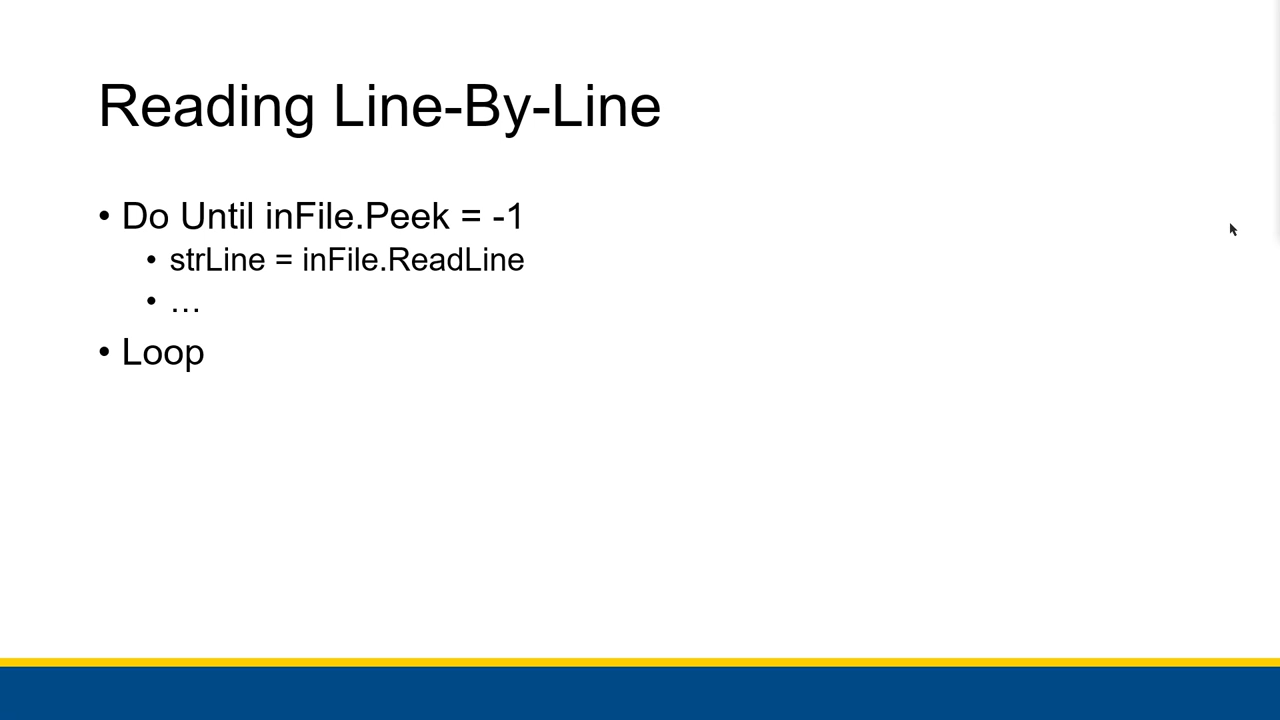 Reading Line-By-Line
• Do Until inFile.Peek = -1
• strLine = inFile.ReadLine
• …
• Loop